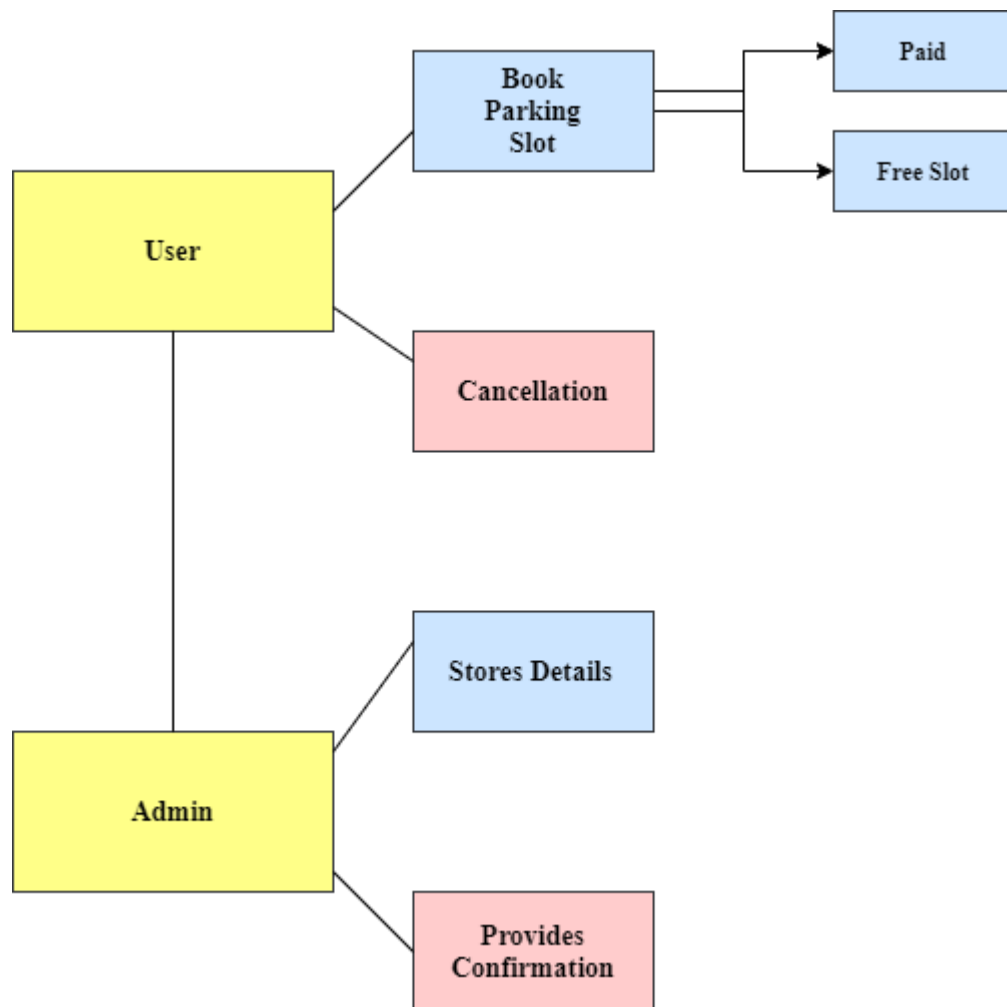 Book
Parking
Slot
Paid
Free Slot
User
Cancellation
Stores Details
Admin
Provides
Confirmation